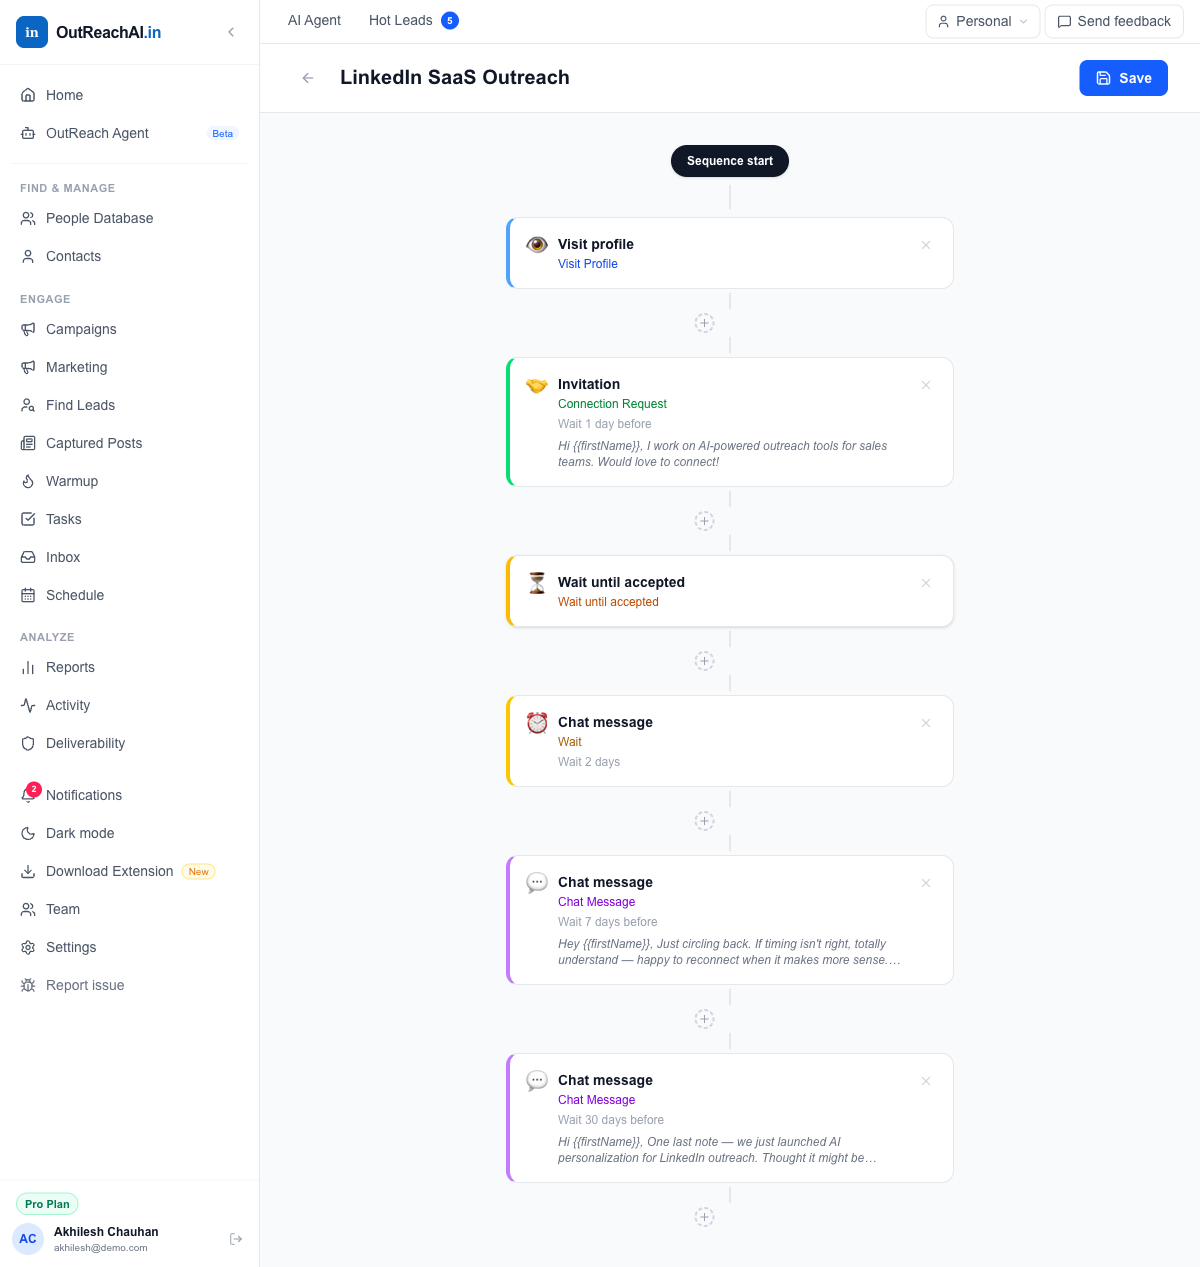 in OutReachAI.in
Home
OutReach Agent Beta
FIND & MANAGE
People Database
Contacts
ENGAGE
Campaigns
Marketing
Find Leads
Captured Posts
Warmup
Tasks
Inbox
Schedule
ANALYZE
Reports
Activity
Deliverability
2 Notifications
Dark mode
Download Extension New
Team
Settings
Report issue
Pro Plan
AC Akhilesh Chauhan
akhilesh@demo.com
AI Agent Hot Leads 5 Personal Send feedback
LinkedIn SaaS Outreach Save
Sequence start
Visit profile
Visit Profile
Invitation
Connection Request
Wait 1 day before
Hi {{firstName}}, I work on AI-powered outreach tools for sales
teams. Would love to connect!
Wait until accepted
Wait until accepted
Chat message
Wait
Wait 2 days
Chat message
Chat Message
Wait 7 days before
Hey {{firstName}}, Just circling back. If timing isn't right, totally
understand — happy to reconnect when it makes more sense.…
Chat message
Chat Message
Wait 30 days before
Hi {{firstName}}, One last note — we just launched AI
personalization for LinkedIn outreach. Thought it might be…